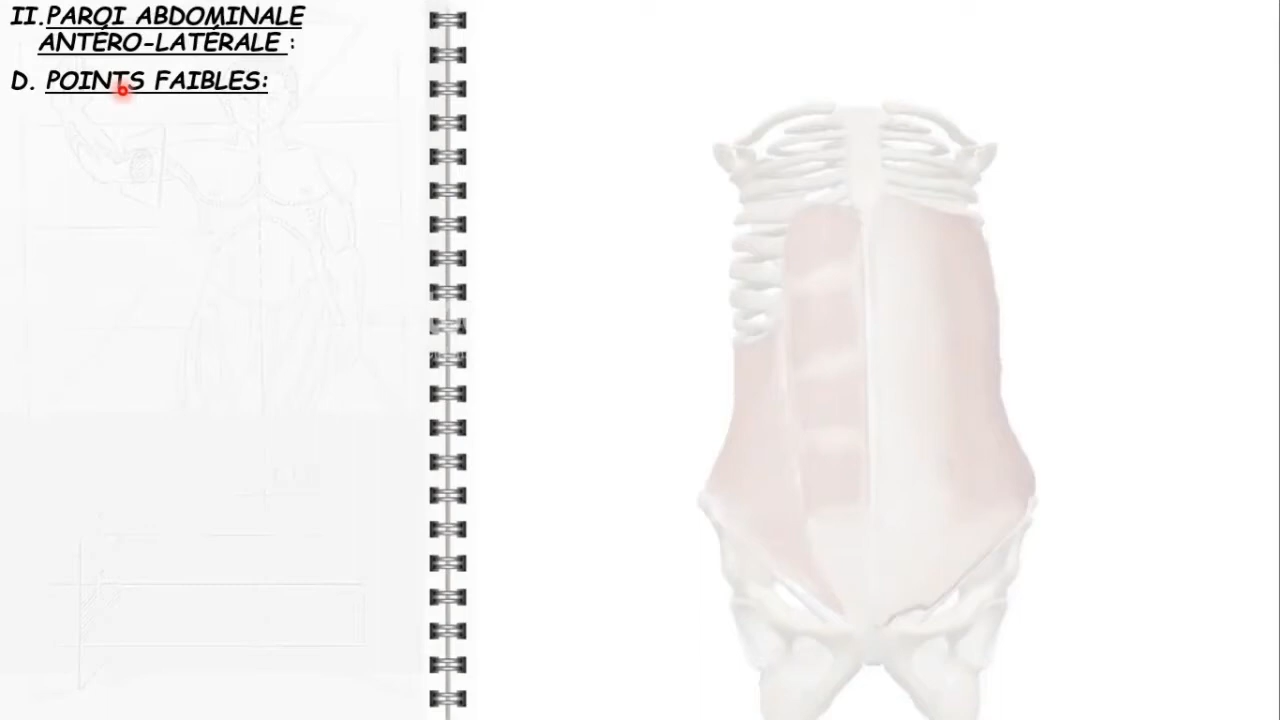 II.PAROI ABDOMINALE
ANTÉRO-LATÉRALE :
D. POINTS FAIBLES: